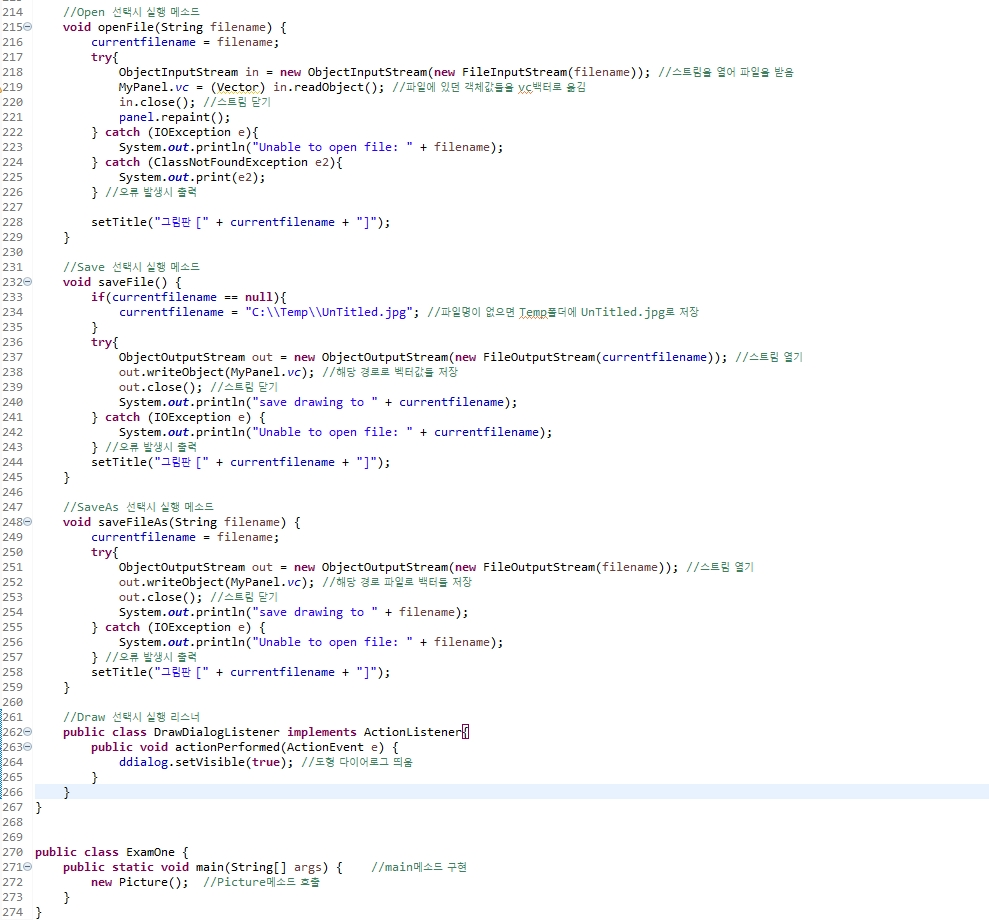 214 //Open 선택시 실행 메소드
215 void openFile(String filename) {
216 currentfilename = filename;
217 try{
218 ObjectInputStream in = new ObjectInputStream(new FileInputStream(filename)); //스트림을 열어 파일을 받음
219 MyPanel.vc = (Vector) in.readObject(); //파일에 있던 객체값들을 vc벡터로 옮김
220 in.close(); //스트림 닫기
221 panel.repaint();
222 } catch (IOException e){
223 System.out.println("Unable to open file: " + filename);
224 } catch (ClassNotFoundException e2){
225 System.out.print(e2);
226 } //오류 발생시 출력
227
228 setTitle("그림판 [" + currentfilename + "]");
229 }
230
231 //Save 선택시 실행 메소드
232 void saveFile() {
233 if(currentfilename == null){
234 currentfilename = "C:\\Temp\\UnTitled.jpg"; //파일명이 없으면 Temp폴더에 UnTitled.jpg로 저장
235 }
236 try{
237 ObjectOutputStream out = new ObjectOutputStream(new FileOutputStream(currentfilename)); //스트림 열기
238 out.writeObject(MyPanel.vc); //해당 경로로 벡터값들 저장
239 out.close(); //스트림 닫기
240 System.out.println("save drawing to " + currentfilename);
241 } catch (IOException e) {
242 System.out.println("Unable to open file: " + currentfilename);
243 } //오류 발생시 출력
244 setTitle("그림판 [" + currentfilename + "]");
245 }
246
247 //SaveAs 선택시 실행 메소드
248 void saveFileAs(String filename) {
249 currentfilename = filename;
250 try{
251 ObjectOutputStream out = new ObjectOutputStream(new FileOutputStream(filename)); //스트림 열기
252 out.writeObject(MyPanel.vc); //해당 경로 파일로 백터들 저장
253 out.close(); //스트림 닫기
254 System.out.println("save drawing to " + filename);
255 } catch (IOException e) {
256 System.out.println("Unable to open file: " + filename);
257 } //오류 발생시 출력
258 setTitle("그림판 [" + currentfilename + "]");
259 }
260
261 //Draw 선택시 실행 리스너
262 public class DrawDialogListener implements ActionListener{
263 public void actionPerformed(ActionEvent e) {
264 ddialog.setVisible(true); //도형 다이어로그 띄움
265 }
266 }
267 }
268
269
270 public class ExamOne {
271 public static void main(String[] args) { //main메소드 구현
272 new Picture(); //Picture메소드 호출
273 }
274 }